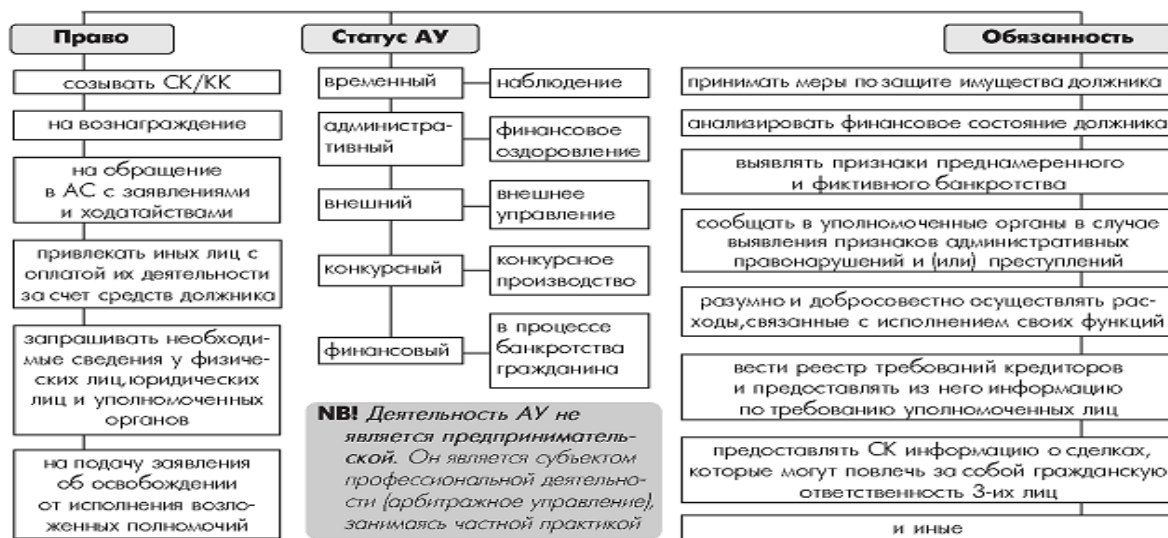 Право
созывать СК/КК
на вознаграждение
на обращение
в АС с заявлениями
и ходатайствами
привлекать иных лиц с
оплатой их деятельности
за счет средств должника
запрашивать необходи-
мые сведения у физиче-
ских лиц,юридических
лиц и уполномоченных
органов
на подачу заявления
об освобождении
от исполнения возло-
женных полномочий
Статус АУ
временный
наблюдение
административ-
тивный
финансовое
оздоровление
внешний
внешнее
управление
конкурсный
конкурсное
производство
финансовый
в процессе
банкротства
гражданина
NB! Деятельность АУ не
является предприниматель-
ской. Он является субъектом
профессиональной деятельно-
сти (арбитражное управление),
занимаясь частной практикой
Обязанность
принимать меры по защите имущества должника
анализировать финансовое состояние должника
выявлять признаки преднамеренного
и фиктивного банкротства
сообщать в уполномоченные органы в случае
выявления признаков административных
правонарушений и (или) преступлений
разумно и добросовестно осуществлять рас-
ходы,связанные с исполнением своих функций
вести реестр требований кредиторов
и предоставлять из него информацию
по требованию уполномоченных лиц
предоставлять СК информацию о сделках,
которые могут повлечь за собой гражданскую
ответственность 3-их лиц
и иные